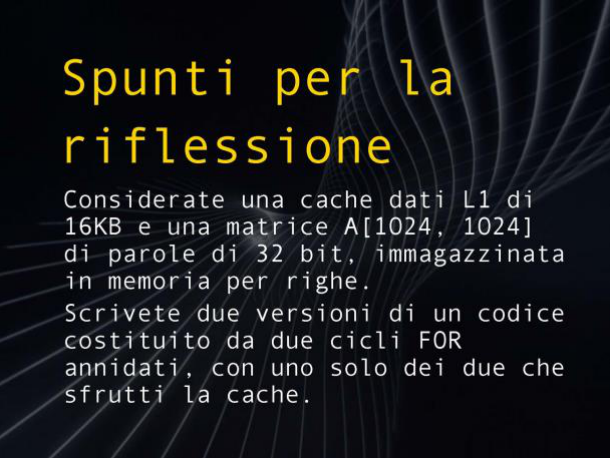 Spunti per la
riflessione
Considerate una cache dati L1 di
16KB e una matrice A[1024, 1024]
di parole di 32 bit, immagazzinata
in memoria per righe.
Scrivete due versioni di un codice
costituito da due cicli FOR
annidati, con uno solo dei due che
sfrutti la cache.